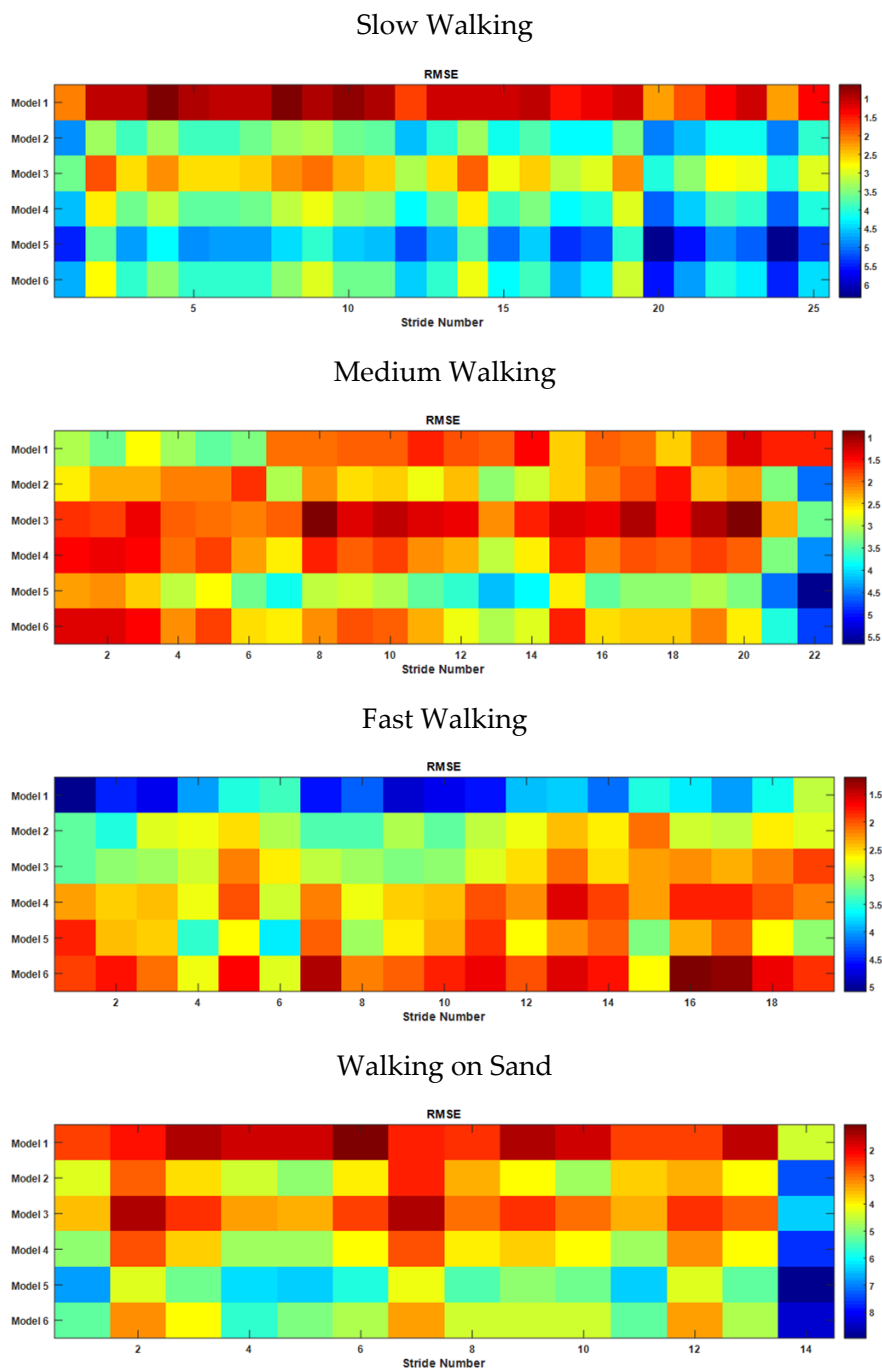 Slow Walking
RMSE
Model 1
Model 2
Model 3
Model 4
Model 5
Model 6
1
1.5
2
2.5
3
3.5
4
4.5
5
5.5
6
5 10 15 20 25
Stride Number
Medium Walking
RMSE
Model 1
Model 2
Model 3
Model 4
Model 5
Model 6
1
1.5
2
2.5
3
3.5
4
4.5
5
5.5
2 4 6 8 10 12 14 16 18 20 22
Stride Number
Fast Walking
RMSE
Model 1
Model 2
Model 3
Model 4
Model 5
Model 6
1.5
2
2.5
3
3.5
4
4.5
5
2 4 6 8 10 12 14 16 18
Stride Number
Walking on Sand
RMSE
Model 1
Model 2
Model 3
Model 4
Model 5
Model 6
2
3
4
5
6
7
8
2 4 6 8 10 12 14
Stride Number